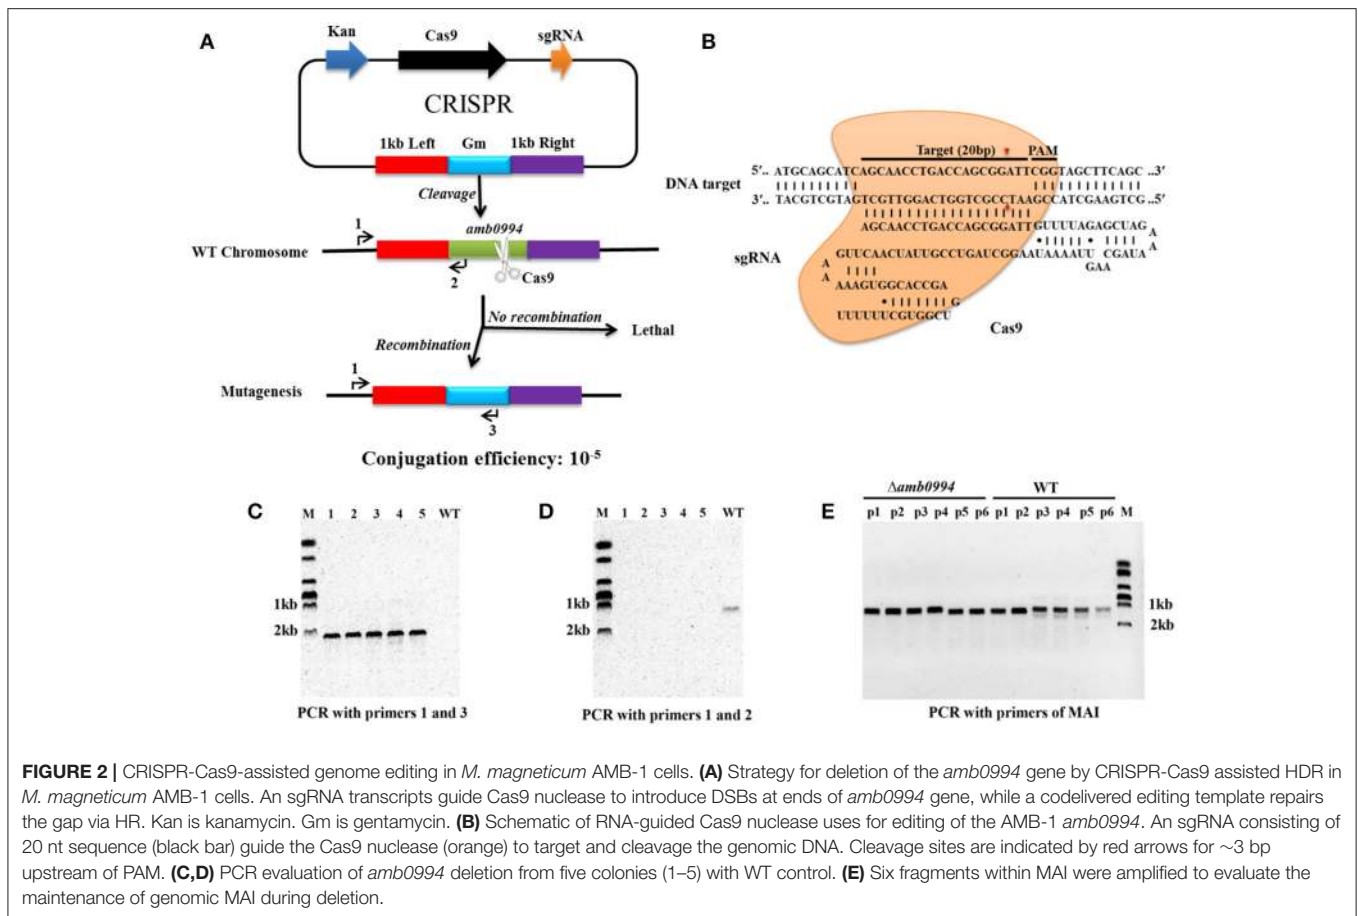 A
Kan
Cas9
sgRNA
CRISPR
1kb Left
Gm
1kb Right
Cleavage
amb0994
1
WT Chromosome
2
Cas9
No recombination
Lethal
Recombination
1
Mutagenesis
3
Conjugation efficiency: 10-5
B
Target (20bp)
PAM
5′.. ATGCAGCATCAGCAACCTGACCAGCGGATTCGGTAGCTTCAGC ..3′
DNA target
3′.. TACGTCGTAGTCGTTGGACTGGTCGCCTAAGCCATCGAAGTCG ..5′
AGCAACCTGACCAGCGGATTGUUUUAGAGCUAG
A
A
sgRNA
GUUCAACUAUUGCCUGAUCGGAAUAAAAUU CGAUA
A
A
GAA
AAAGUGGCACCGA
G
UUUUUUCGUGGCU
Cas9
C
M 1 2 3 4 5 WT
1kb
2kb
PCR with primers 1 and 3
D
M 1 2 3 4 5 WT
1kb
2kb
PCR with primers 1 and 2
E
Δamb0994 WT
p1 p2 p3 p4 p5 p6 p1 p2 p3 p4 p5 p6 M
1kb
2kb
PCR with primers of MAI
FIGURE 2 | CRISPR-Cas9-assisted genome editing in M. magneticum AMB-1 cells. (A) Strategy for deletion of the amb0994 gene by CRISPR-Cas9 assisted HDR in
M. magneticum AMB-1 cells. An sgRNA transcripts guide Cas9 nuclease to introduce DSBs at ends of amb0994 gene, while a codelivered editing template repairs
the gap via HR. Kan is kanamycin. Gm is gentamycin. (B) Schematic of RNA-guided Cas9 nuclease uses for editing of the AMB-1 amb0994. An sgRNA consisting of
20 nt sequence (black bar) guide the Cas9 nuclease (orange) to target and cleavage the genomic DNA. Cleavage sites are indicated by red arrows for ~3 bp
upstream of PAM. (C,D) PCR evaluation of amb0994 deletion from five colonies (1–5) with WT control. (E) Six fragments within MAI were amplified to evaluate the
maintenance of genomic MAI during deletion.